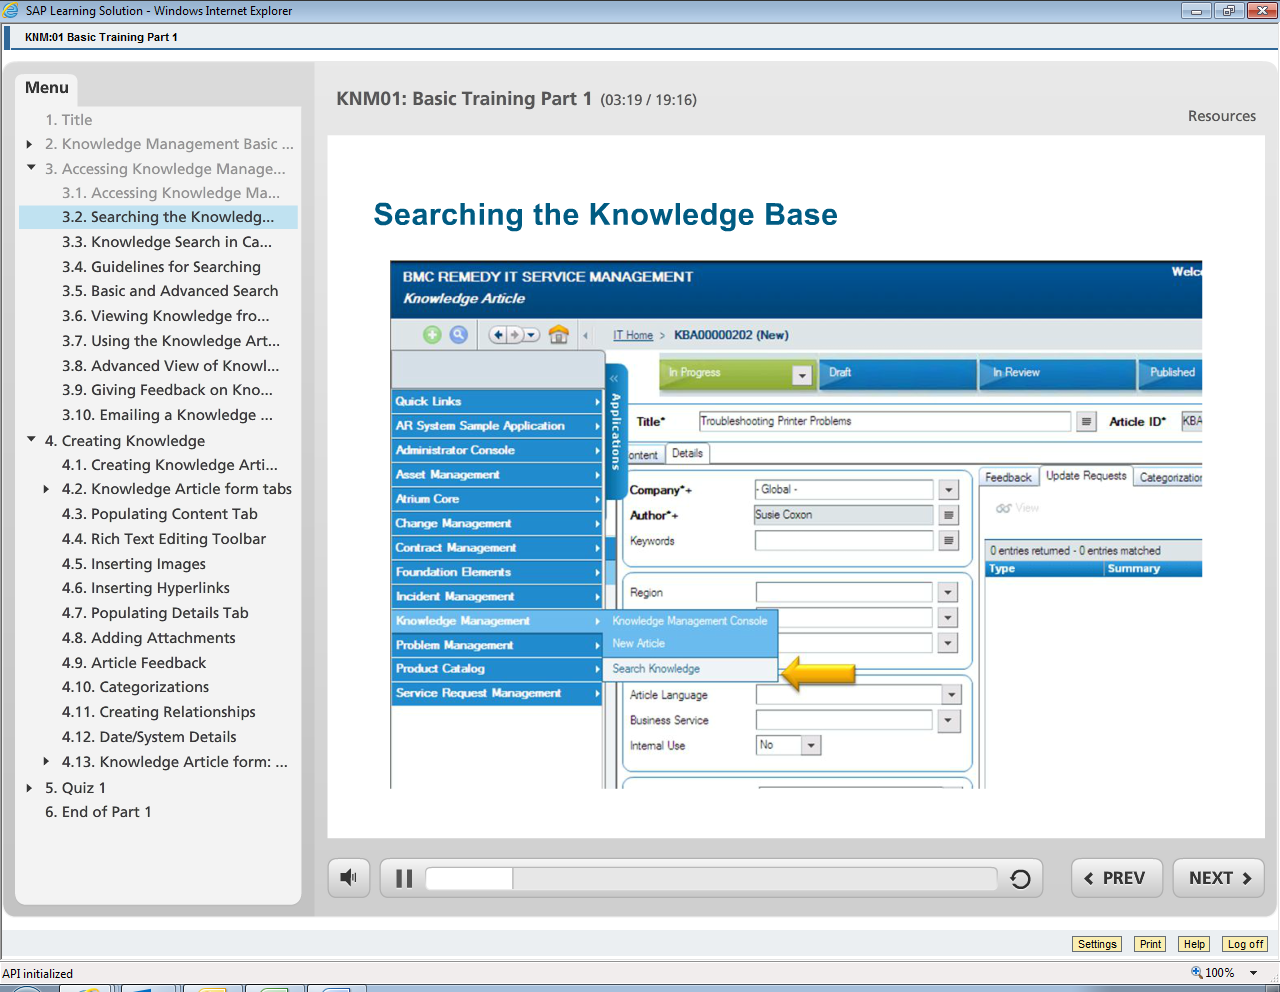 SAP Learning Solution - Windows Internet Explorer
KNM:01 Basic Training Part 1
Menu
1. Title
2. Knowledge Management Basic ...
3. Accessing Knowledge Manage...
3.1. Accessing Knowledge Ma...
3.2. Searching the Knowledg...
3.3. Knowledge Search in Ca...
3.4. Guidelines for Searching
3.5. Basic and Advanced Search
3.6. Viewing Knowledge fro...
3.7. Using the Knowledge Art...
3.8. Advanced View of Knowl...
3.9. Giving Feedback on Kno...
3.10. Emailing a Knowledge ...
4. Creating Knowledge
4.1. Creating Knowledge Arti...
4.2. Knowledge Article form tabs
4.3. Populating Content Tab
4.4. Rich Text Editing Toolbar
4.5. Inserting Images
4.6. Inserting Hyperlinks
4.7. Populating Details Tab
4.8. Adding Attachments
4.9. Article Feedback
4.10. Categorizations
4.11. Creating Relationships
4.12. Date/System Details
4.13. Knowledge Article form: ...
5. Quiz 1
6. End of Part 1
KNM01: Basic Training Part 1 (03:19 / 19:16)
Resources
Searching the Knowledge Base
BMC REMEDY IT SERVICE MANAGEMENT
Welc
Knowledge Article
IT Home > KBA00000202 (New)
In Progress
Draft
In Review
Published
Quick Links
AR System Sample Application
Administrator Console
Asset Management
Atrium Core
Change Management
Contract Management
Foundation Elements
Incident Management
Knowledge Management
Problem Management
Product Catalog
Service Request Management
Applications
Knowledge Management Console
New Article
Search Knowledge
Title* Troubleshooting Printer Problems Article ID* KBA
ontent Details
Company*+ - Global -
Author*+ Susie Coxon
Keywords
Region
Article Language
Business Service
Internal Use No
Feedback Update Requests Categorization
View
0 entries returned - 0 entries matched
Type Summary
PREV
NEXT
Settings Print Help Log off
API initialized
100%